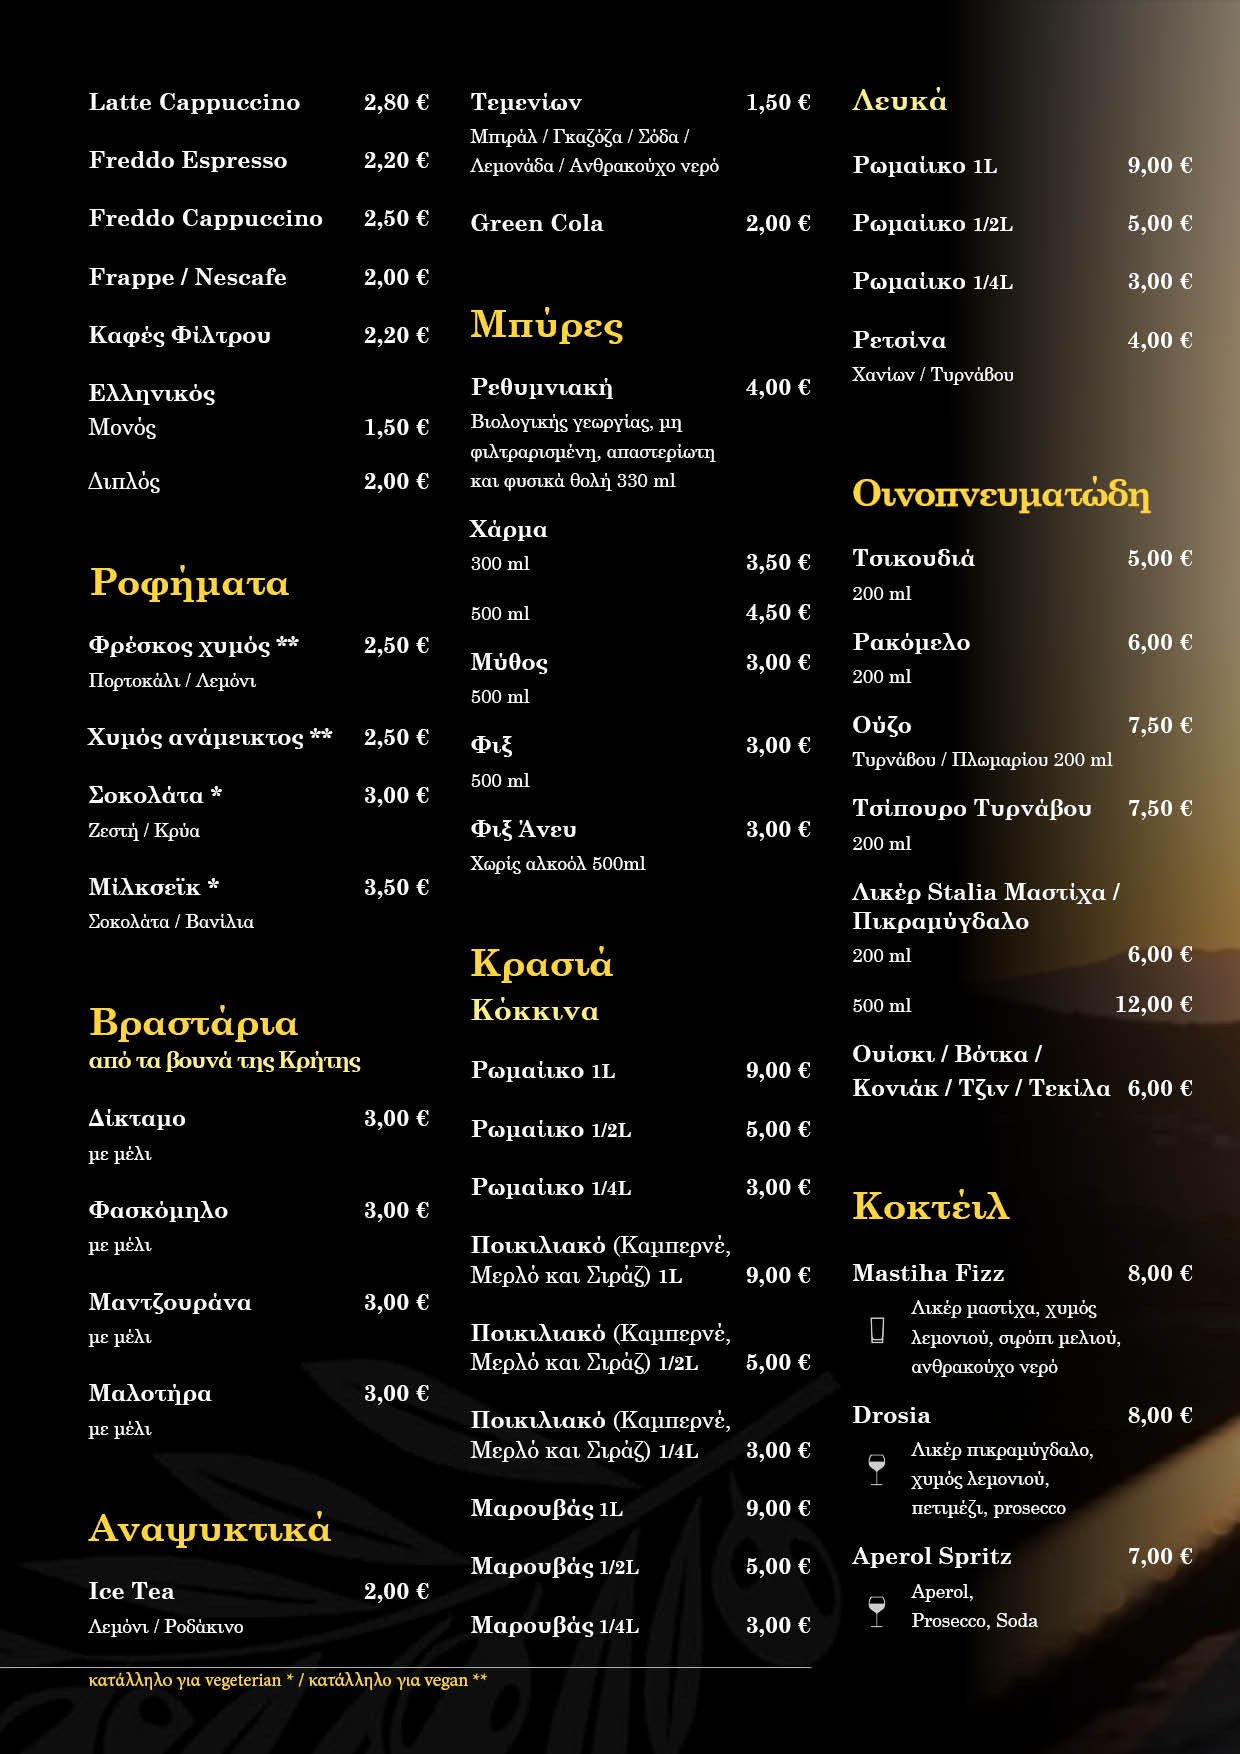 Latte Cappuccino 2,80 €
Freddo Espresso 2,20 €
Freddo Cappuccino 2,50 €
Frappe / Nescafe 2,00 €
Καφές Φίλτρου 2,20 €
Ελληνικός
Μονός 1,50 €
Διπλός 2,00 €
Ροφήματα
Φρέσκος χυμός ** 2,50 €
Πορτοκάλι / Λεμόνι
Χυμός ανάμεικτος ** 2,50 €
Σοκολάτα * 3,00 €
Ζεστή / Κρύα
Μίλκσεϊκ * 3,50 €
Σοκολάτα / Βανίλια
Βραστάρια
από τα βουνά της Κρήτης
Δίκταμο 3,00 €
με μέλι
Φασκόμηλο 3,00 €
με μέλι
Μαντζουράνα 3,00 €
με μέλι
Μαλοτήρα 3,00 €
με μέλι
Αναψυκτικά
Ice Tea 2,00 €
Λεμόνι / Ροδάκινο
Τεμενίων 1,50 €
Μπιράλ / Γκαζόζα / Σόδα /
Λεμονάδα / Ανθρακούχο νερό
Green Cola 2,00 €
Μπύρες
Ρεθυμνιακή 4,00 €
Βιολογικής γεωργίας, μη
φιλτραρισμένη, απαστερίωτη
και φυσικά θολή 330 ml
Χάρμα
300 ml 3,50 €
500 ml 4,50 €
Μύθος 3,00 €
500 ml
Φιξ 3,00 €
500 ml
Φιξ Άνευ 3,00 €
Χωρίς αλκοόλ 500ml
Κρασιά
Κόκκινα
Ρωμαίικο 1L 9,00 €
Ρωμαίικο 1/2L 5,00 €
Ρωμαίικο 1/4L 3,00 €
Ποικιλιακό (Καμπερνέ,
Μερλό και Σιράζ) 1L 9,00 €
Ποικιλιακό (Καμπερνέ,
Μερλό και Σιράζ) 1/2L 5,00 €
Ποικιλιακό (Καμπερνέ,
Μερλό και Σιράζ) 1/4L 3,00 €
Μαρουβάς 1L 9,00 €
Μαρουβάς 1/2L 5,00 €
Μαρουβάς 1/4L 3,00 €
Λευκά
Ρωμαίικο 1L 9,00 €
Ρωμαίικο 1/2L 5,00 €
Ρωμαίικο 1/4L 3,00 €
Ρετσίνα 4,00 €
Χανίων / Τυρνάβου
Οινοπνευματώδη
Τσικουδιά 5,00 €
200 ml
Ρακόμελο 6,00 €
200 ml
Ούζο 7,50 €
Τυρνάβου / Πλωμαρίου 200 ml
Τσίπουρο Τυρνάβου 7,50 €
200 ml
Λικέρ Stalia Μαστίχα /
Πικραμύγδαλο
200 ml 6,00 €
500 ml 12,00 €
Ουίσκι / Βότκα /
Κονιάκ / Τζιν / Τεκίλα 6,00 €
Κοκτέιλ
Mastiha Fizz 8,00 €
Λικέρ μαστίχα, χυμός
λεμονιού, σιρόπι μελιού,
ανθρακούχο νερό
Drosia 8,00 €
Λικέρ πικραμύγδαλο,
χυμός λεμονιού,
πετιμέζι, prosecco
Aperol Spritz 7,00 €
Aperol,
Prosecco, Soda
κατάλληλο για vegeterian * / κατάλληλο για vegan **